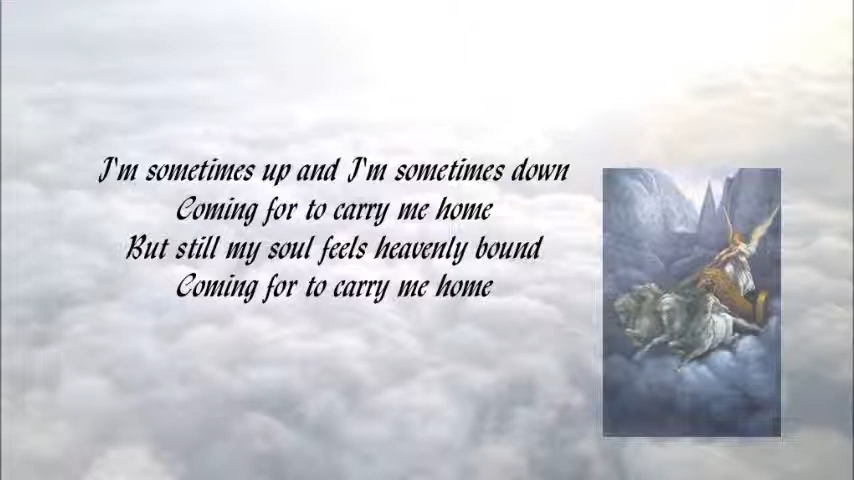 I'm sometimes up and I'm sometimes down
Coming for to carry me home
But still my soul feels heavenly bound
Coming for to carry me home